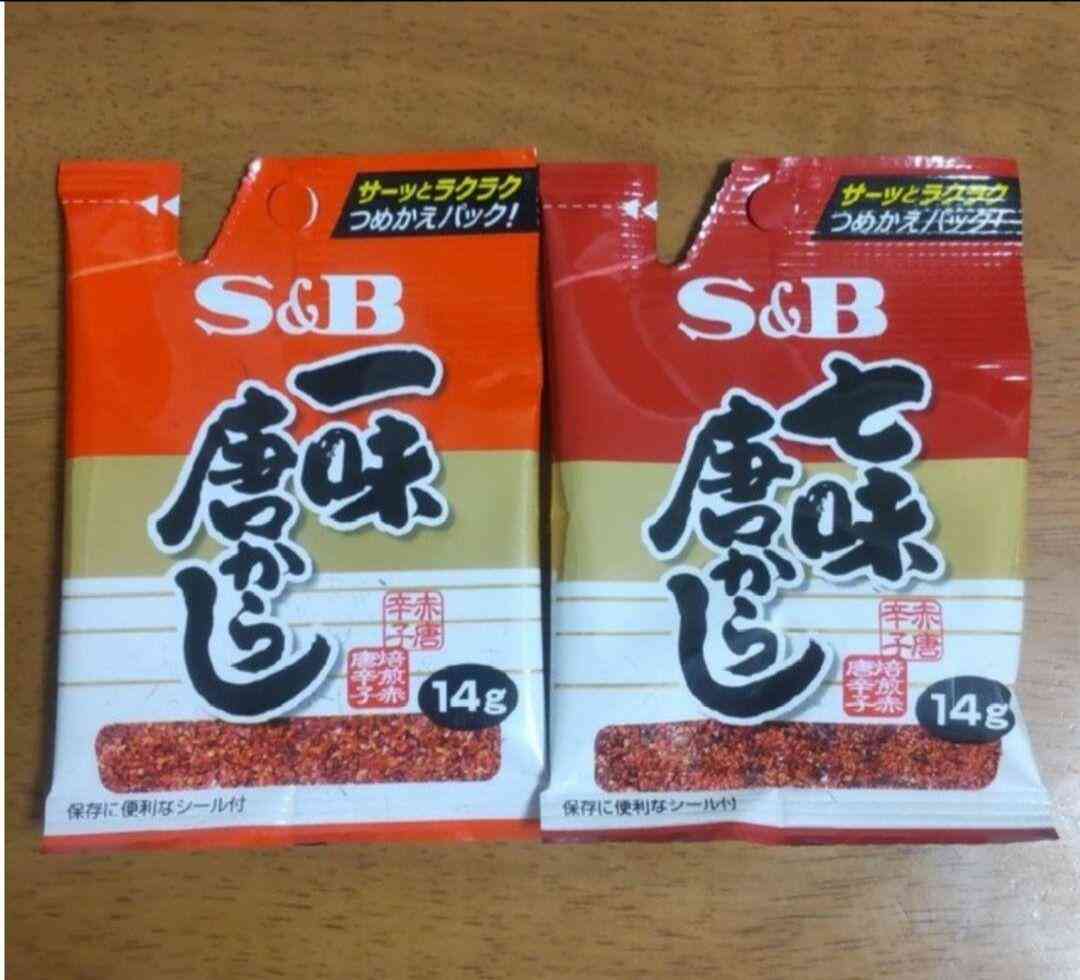 サーッとラクラク
つめかえパック!
S&B
一味
唐からし
赤唐
辛子
焙煎赤
唐辛子
14g
保存に便利なシール付
サーッとラクラク
つめかえパック!
S&B
七味
唐からし
赤唐
辛子
焙煎赤
唐辛子
14g
保存に便利なシール付